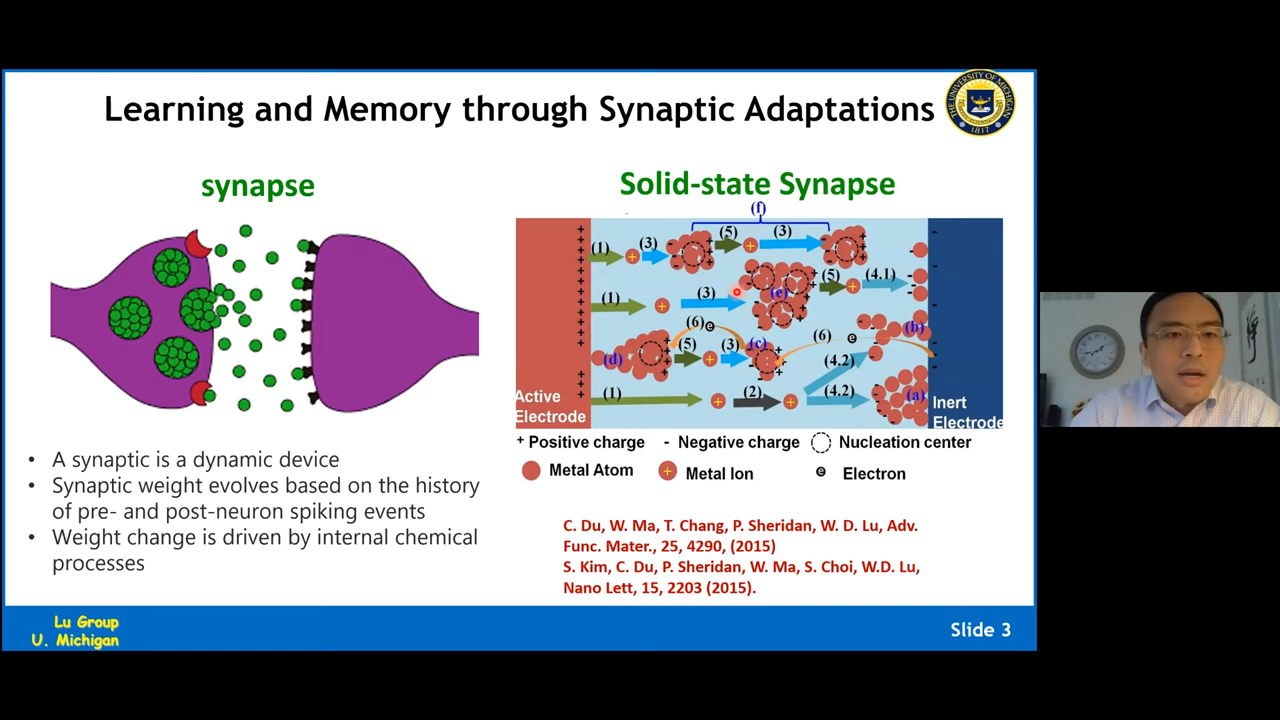 Learning and Memory through Synaptic Adaptations
THE UNIVERSITY OF MICHIGAN
1817
synapse
Solid-state Synapse
(f)
(1)
(3)
(5)
(3)
(1)
(3)
(e)
(5)
(4.1)
(6)
e
(6)
e
(b)
(d)
(5)
(3)
(c)
(4.2)
(1)
(2)
(4.2)
(a)
Active
Electrode
Inert
Electrode
+ Positive charge
- Negative charge
Nucleation center
Metal Atom
+ Metal Ion
e Electron
• A synaptic is a dynamic device
• Synaptic weight evolves based on the history
of pre- and post-neuron spiking events
• Weight change is driven by internal chemical
processes
C. Du, W. Ma, T. Chang, P. Sheridan, W. D. Lu, Adv.
Func. Mater., 25, 4290, (2015)
S. Kim, C. Du, P. Sheridan, W. Ma, S. Choi, W.D. Lu,
Nano Lett, 15, 2203 (2015).
Lu Group
U. Michigan
Slide 3